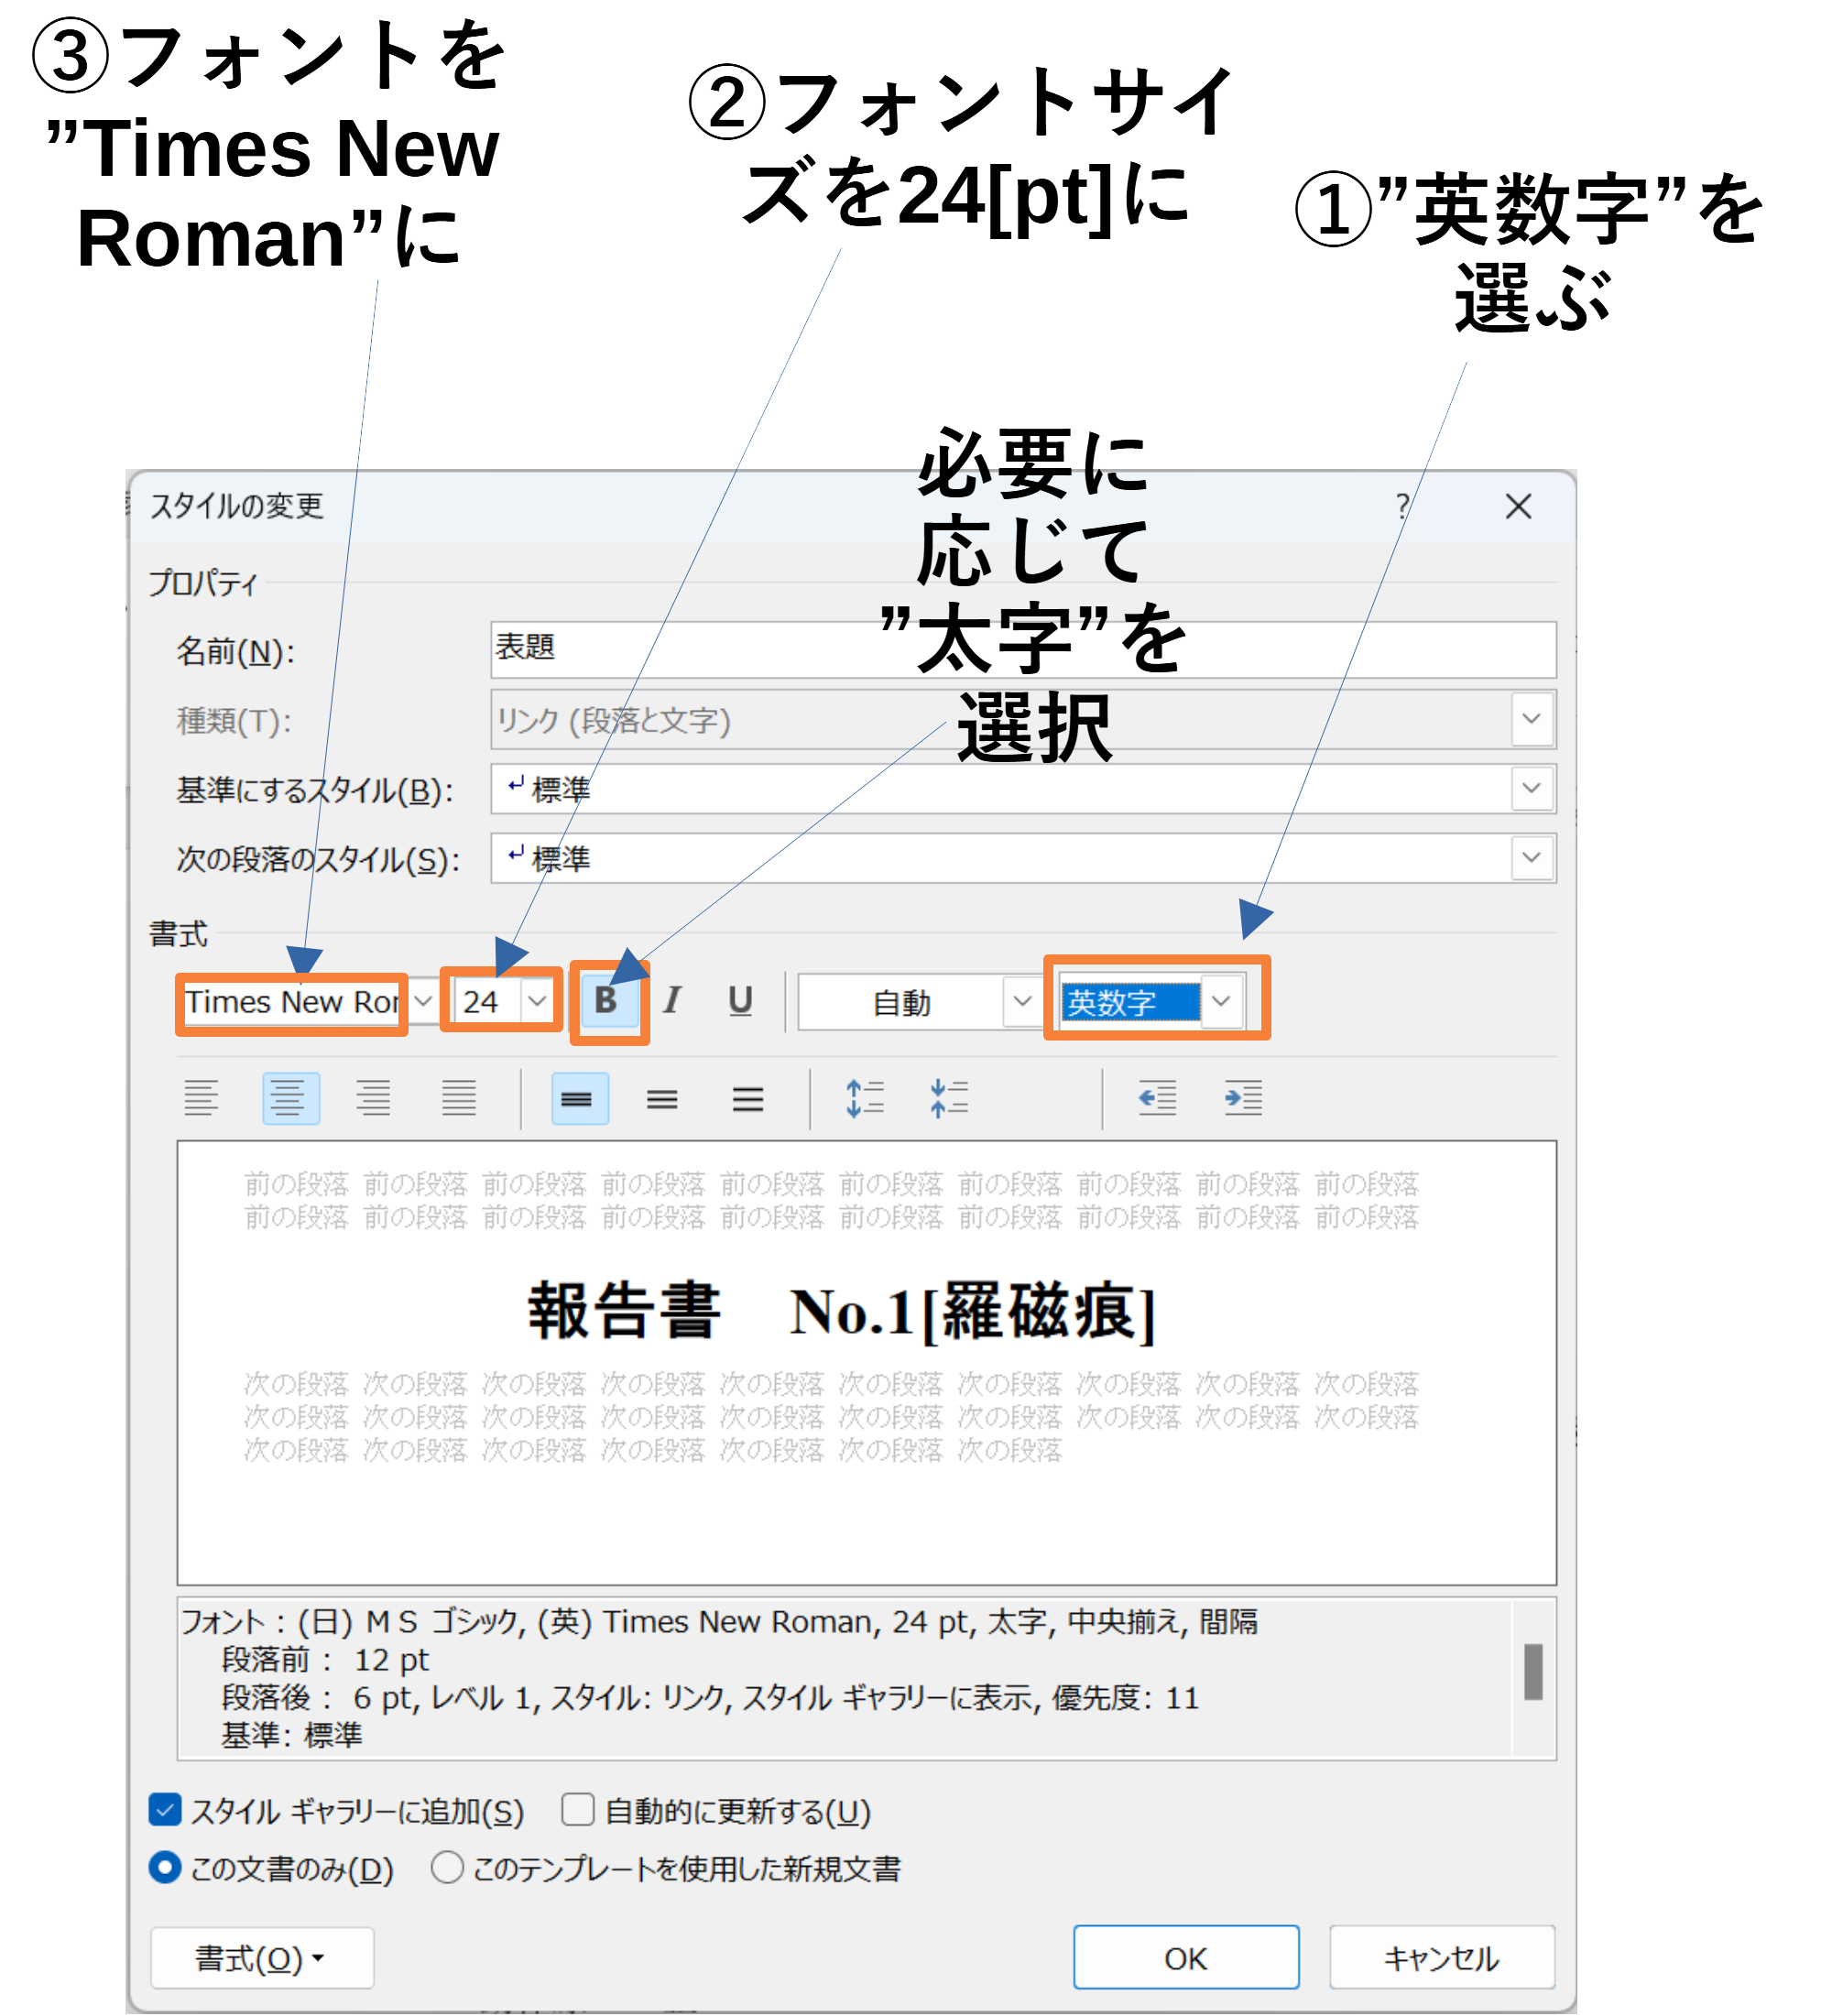 ③フォントを
”Times New
Roman”に
②フォントサイ
ズを24[pt]に
①”英数字”を
選ぶ
必要に
応じて
”太字”を
選択
スタイルの変更
?
プロパティ
名前(N):
表題
種類(T):
リンク (段落と文字)
基準にするスタイル(B):
標準
次の段落のスタイル(S):
標準
書式
Times New Ror
24
B I U
自動
英数字
前の段落 前の段落 前の段落 前の段落 前の段落 前の段落 前の段落 前の段落 前の段落 前の段落
前の段落 前の段落 前の段落 前の段落 前の段落 前の段落 前の段落 前の段落 前の段落 前の段落
報告書　No.1[羅磁痕]
次の段落 次の段落 次の段落 次の段落 次の段落 次の段落 次の段落 次の段落 次の段落 次の段落
次の段落 次の段落 次の段落 次の段落 次の段落 次の段落 次の段落 次の段落 次の段落 次の段落
次の段落 次の段落 次の段落 次の段落 次の段落 次の段落 次の段落
フォント : (日) ＭＳ ゴシック, (英) Times New Roman, 24 pt, 太字, 中央揃え, 間隔
段落前 : 12 pt
段落後 : 6 pt, レベル 1, スタイル: リンク, スタイル ギャラリーに表示, 優先度: 11
基準: 標準
スタイル ギャラリーに追加(S)
自動的に更新する(U)
この文書のみ(D)
このテンプレートを使用した新規文書
書式(O)
OK
キャンセル